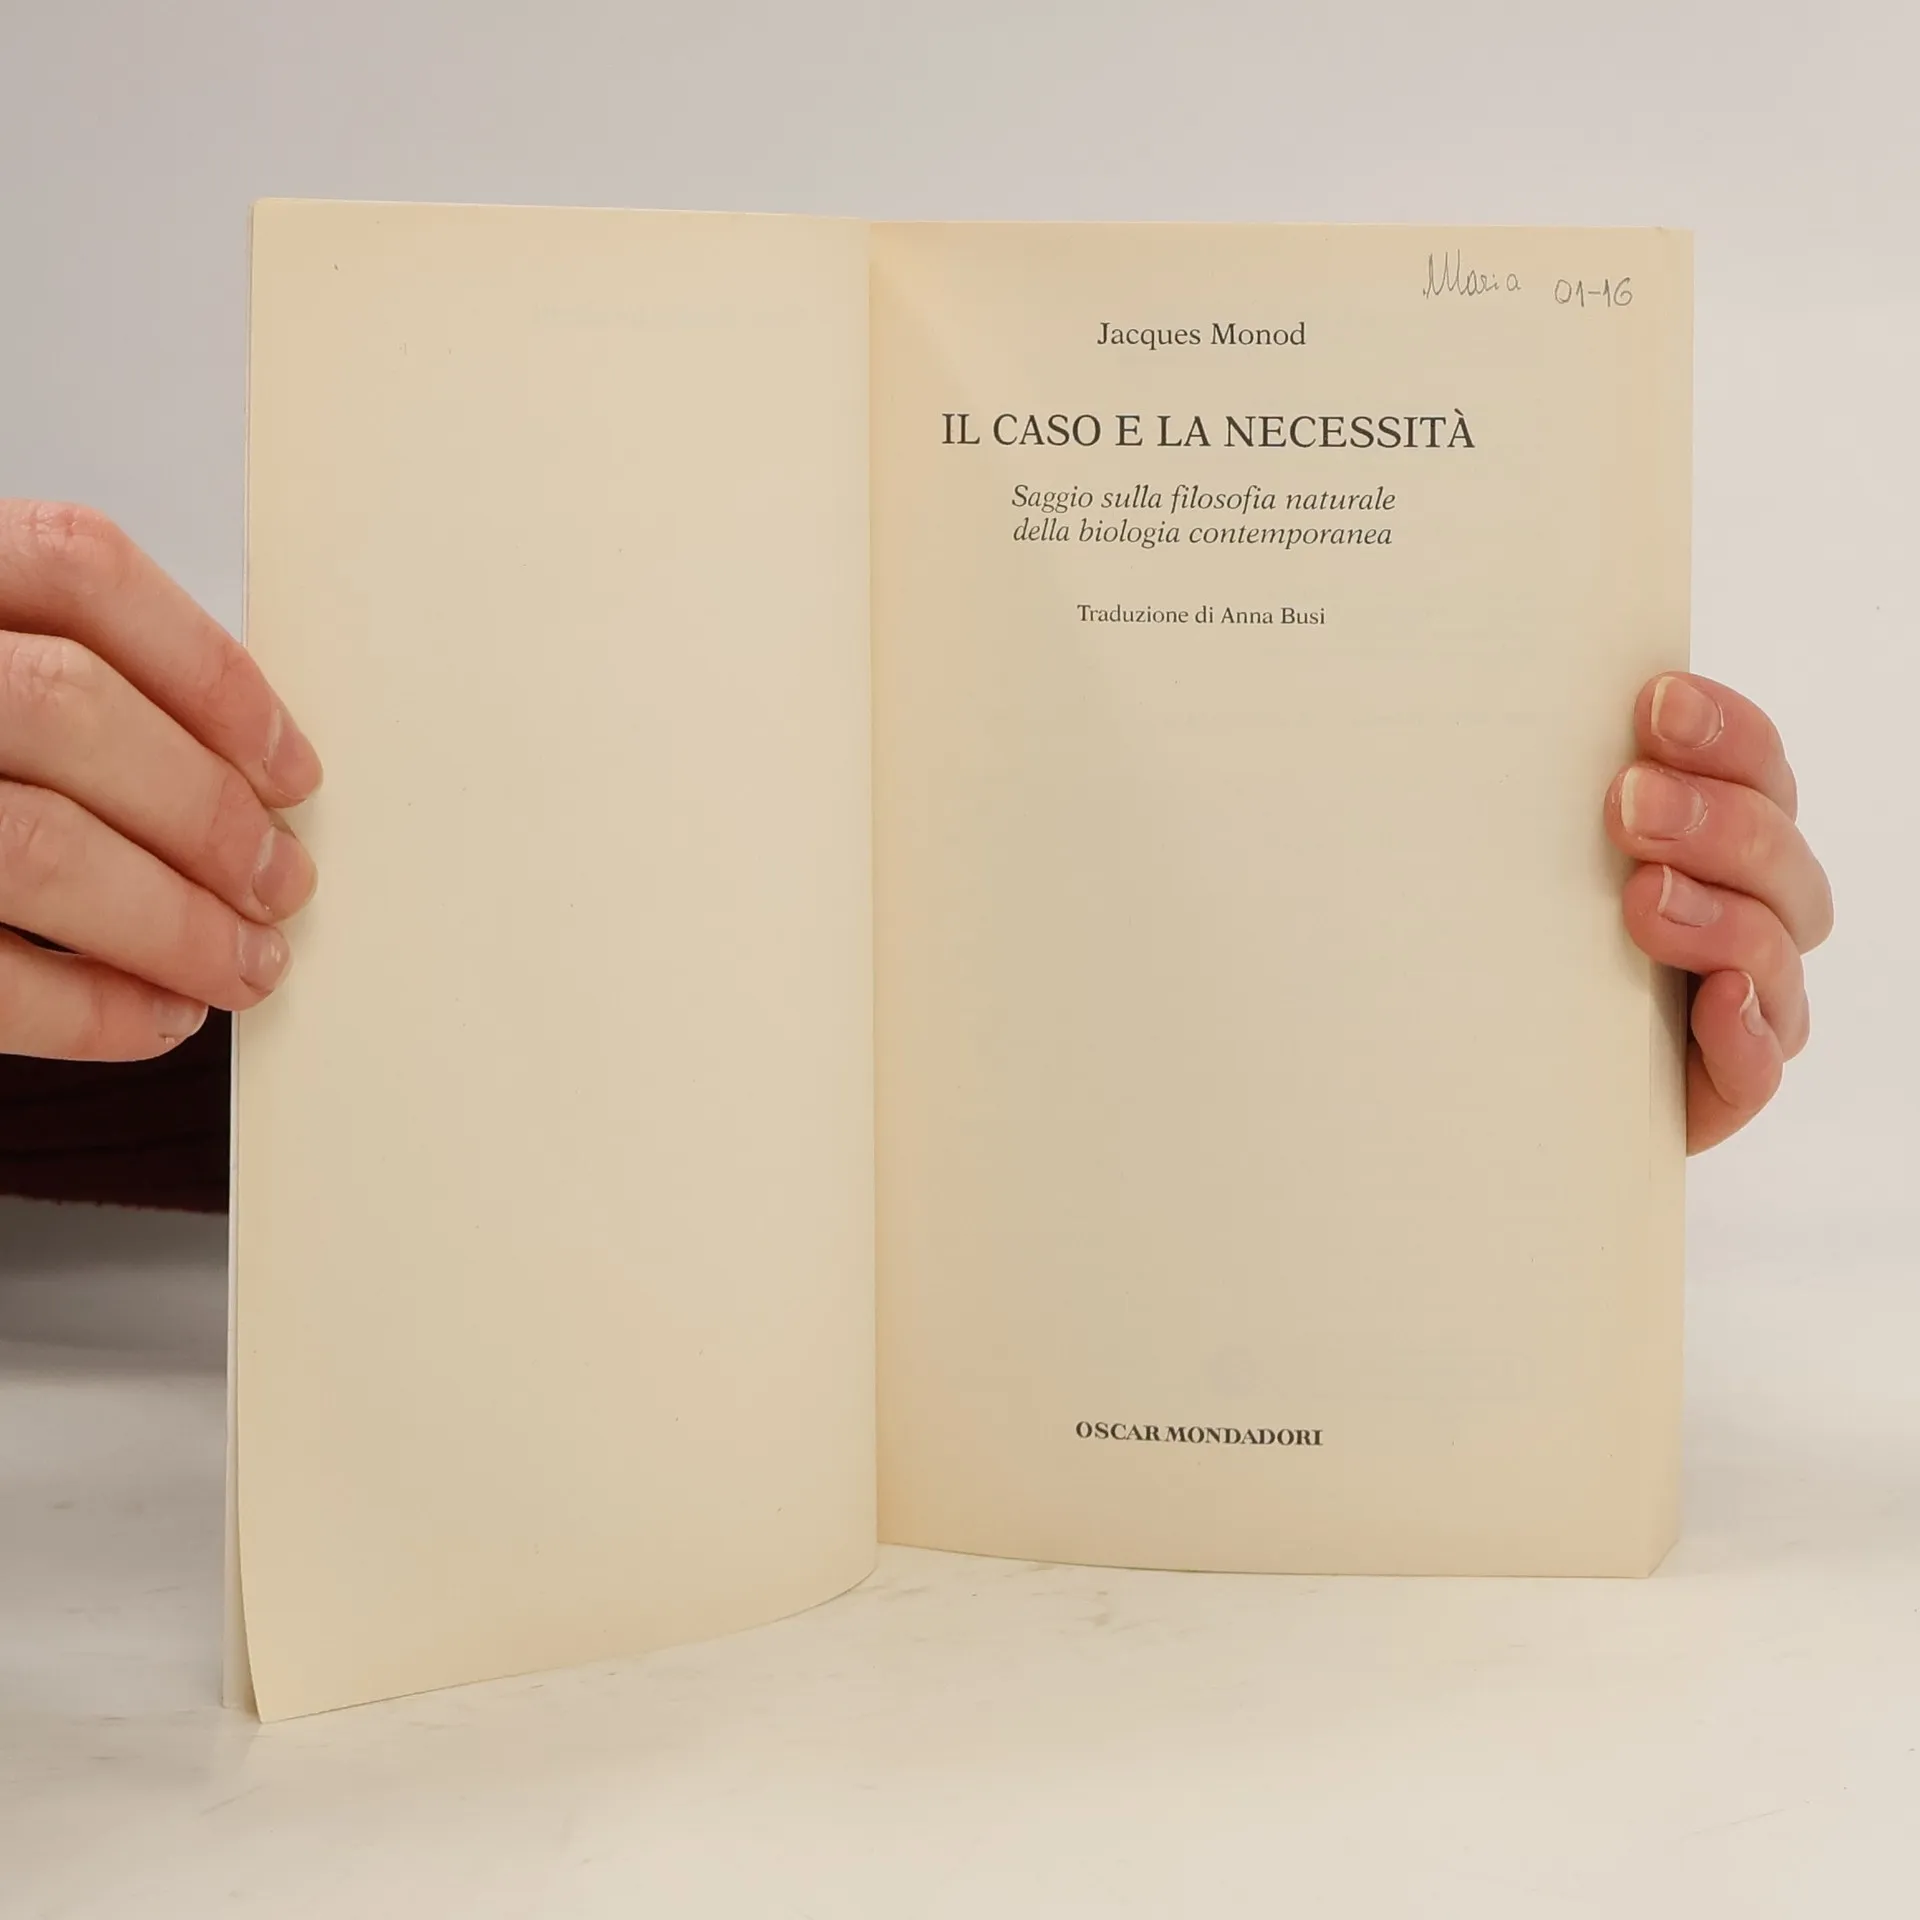 Maria 01-16
Jacques Monod
IL CASO E LA NECESSITÀ
Saggio sulla filosofia naturale
della biologia contemporanea
Traduzione di Anna Busi
OSCAR MONDADORI